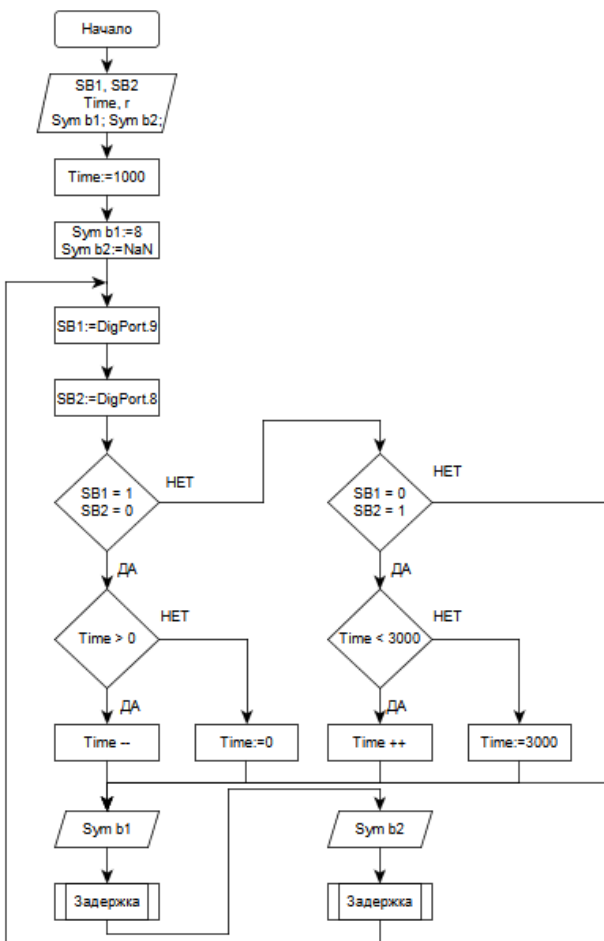 Начало
SB1, SB2
Time, r
Sym b1; Sym b2;
Time:=1000
Sym b1:=8
Sym b2:=NaN
SB1:=DigPort.9
SB2:=DigPort.8
SB1 = 1
SB2 = 0
НЕТ
SB1 = 0
SB2 = 1
НЕТ
ДА
ДА
Time > 0
НЕТ
Time < 3000
НЕТ
ДА
ДА
Time --
Time:=0
Time ++
Time:=3000
Sym b1
Sym b2
Задержка
Задержка